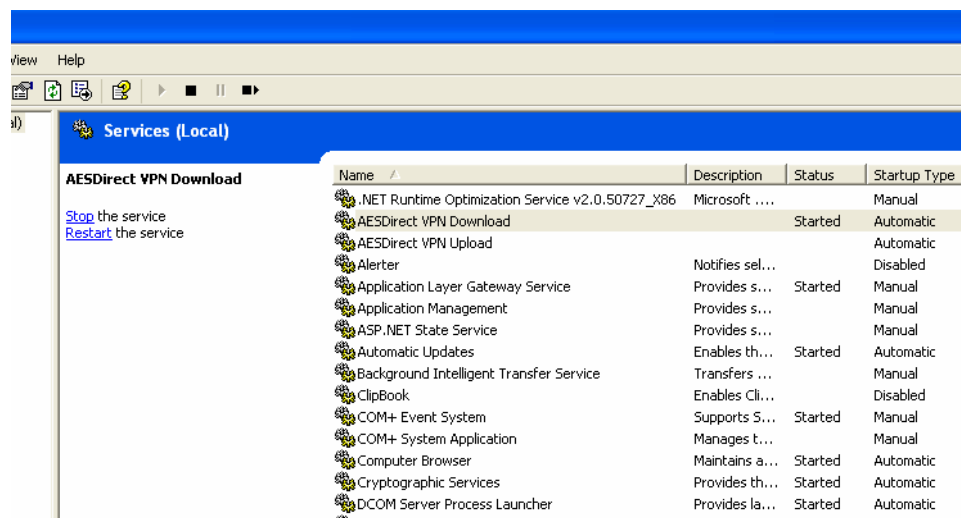 View Help
al)
Services (Local)
AESDirect VPN Download
Stop the service
Restart the service
Name Description Status Startup Type
.NET Runtime Optimization Service v2.0.50727_X86 Microsoft .... Manual
AESDirect VPN Download Started Automatic
AESDirect VPN Upload Automatic
Alerter Notifies sel... Disabled
Application Layer Gateway Service Provides s... Started Manual
Application Management Provides s... Manual
ASP.NET State Service Provides s... Manual
Automatic Updates Enables th... Started Automatic
Background Intelligent Transfer Service Transfers ... Manual
ClipBook Enables Cli... Disabled
COM+ Event System Supports S... Started Manual
COM+ System Application Manages t... Manual
Computer Browser Maintains a... Started Automatic
Cryptographic Services Provides th... Started Automatic
DCOM Server Process Launcher Provides la... Started Automatic